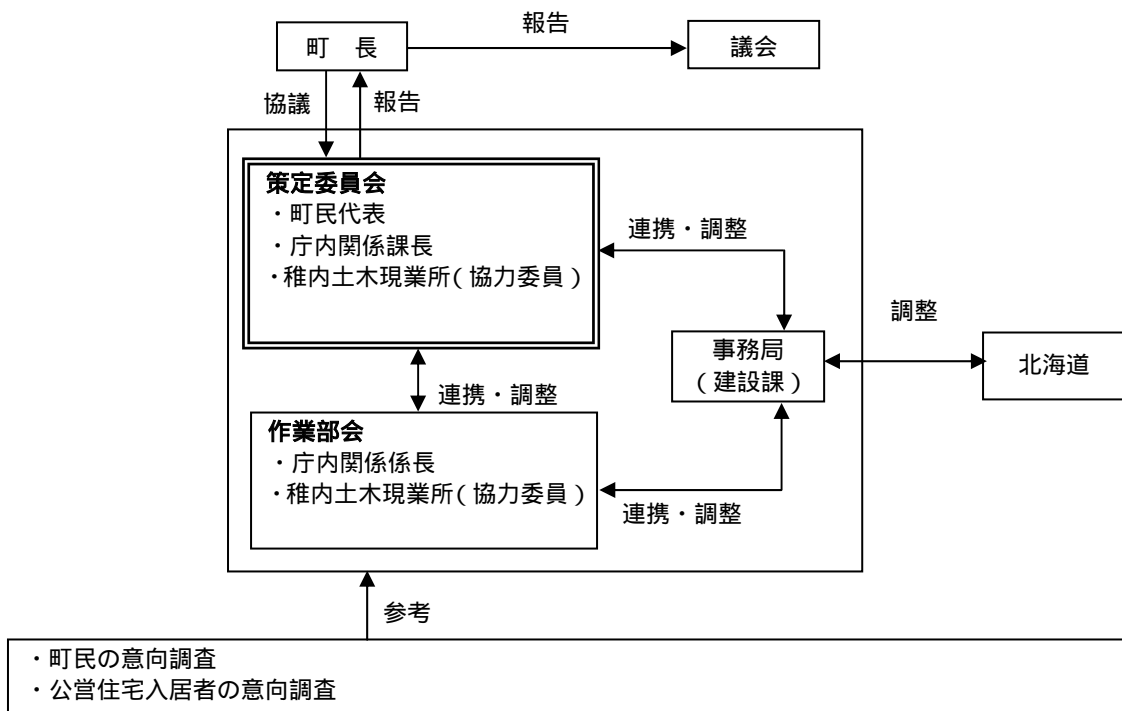 報告
町　長
議会
協議
報告
策定委員会
・町民代表
・庁内関係課長
・稚内土木現業所(協力委員)
連携・調整
調整
事務局
(建設課)
北海道
連携・調整
作業部会
・庁内関係係長
・稚内土木現業所(協力委員)
連携・調整
参考
・町民の意向調査
・公営住宅入居者の意向調査